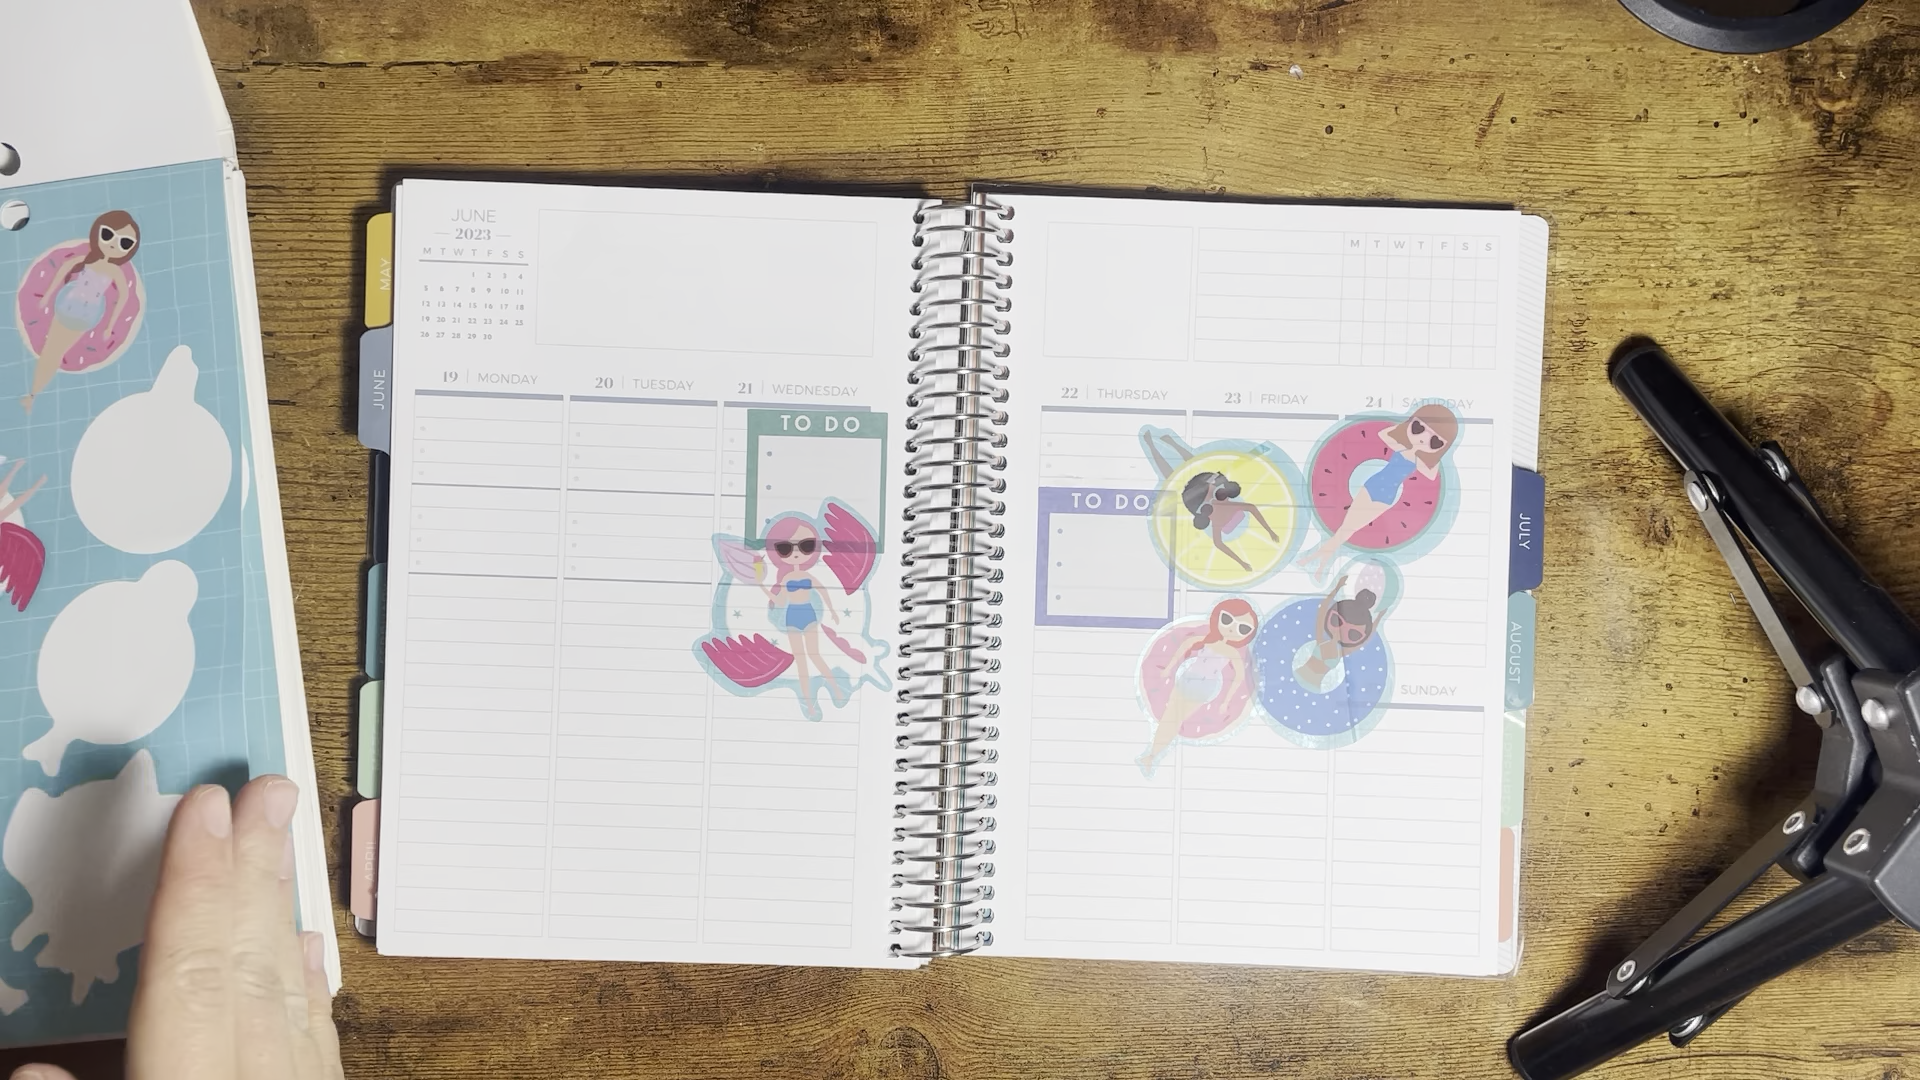 JUNE
2023
M T W T F S S
1 2 3 4
5 6 7 8 9 10 11
12 13 14 15 16 17 18
19 20 21 22 23 24 25
26 27 28 29 30
M T W T F S S
19 MONDAY
20 TUESDAY
21 WEDNESDAY
22 THURSDAY
23 FRIDAY
24 SATURDAY
TO DO
TO DO
SUNDAY
MAY
JUNE
APRIL
JULY
AUGUST